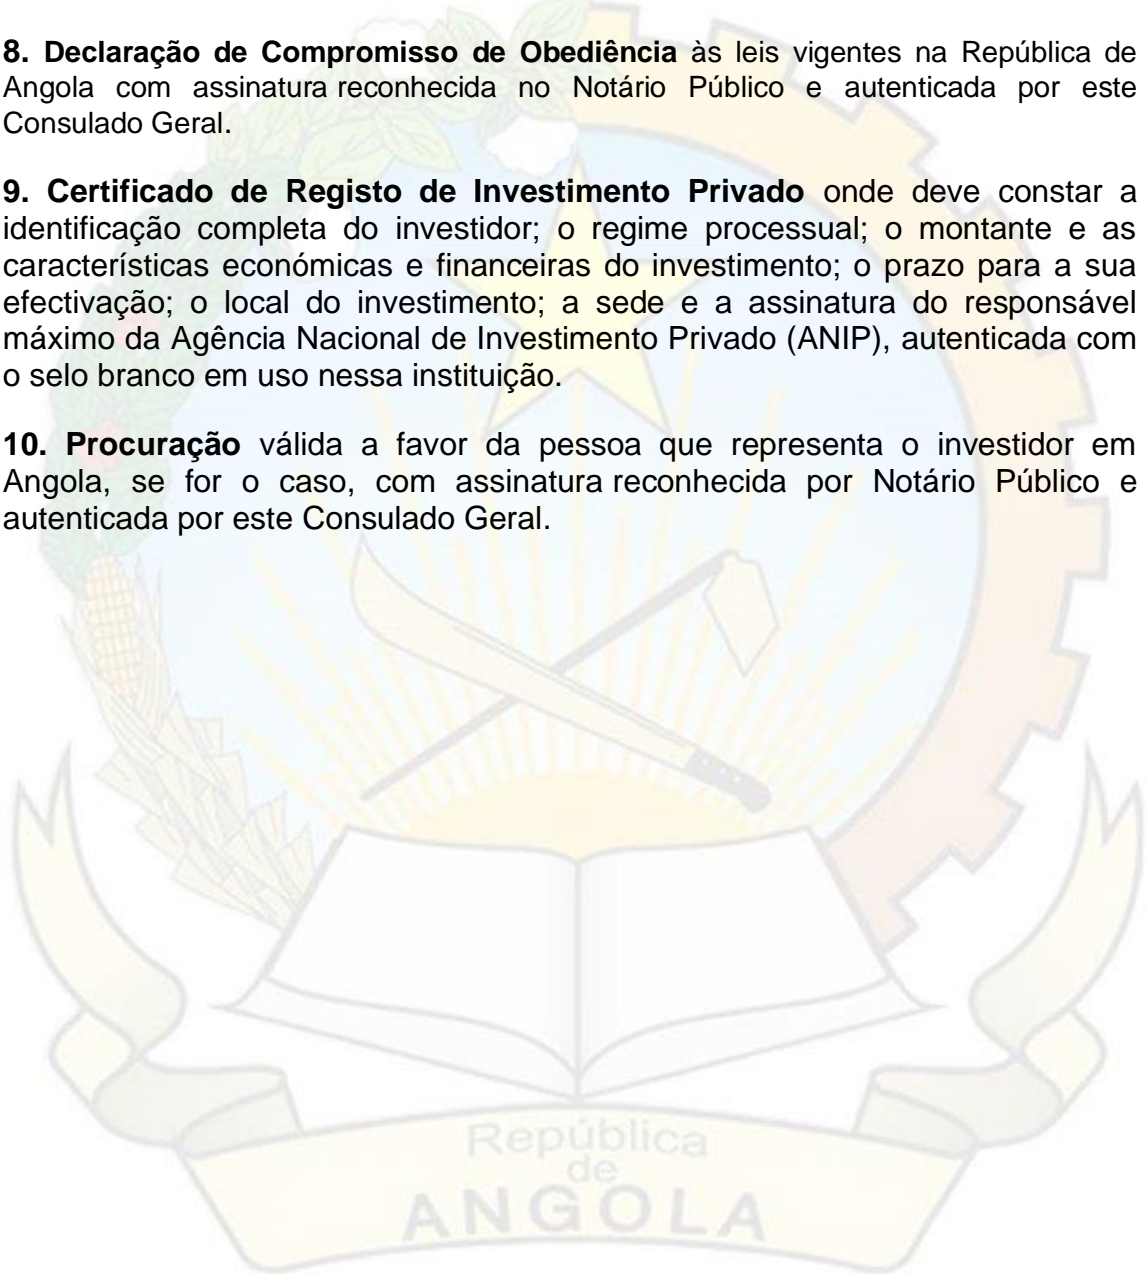 8. Declaração de Compromisso de Obediência às leis vigentes na República de
Angola com assinatura reconhecida no Notário Público e autenticada por este
Consulado Geral.
9. Certificado de Registo de Investimento Privado onde deve constar a
identificação completa do investidor; o regime processual; o montante e as
características económicas e financeiras do investimento; o prazo para a sua
efectivação; o local do investimento; a sede e a assinatura do responsável
máximo da Agência Nacional de Investimento Privado (ANIP), autenticada com
o selo branco em uso nessa instituição.
10. Procuração válida a favor da pessoa que representa o investidor em
Angola, se for o caso, com assinatura reconhecida por Notário Público e
autenticada por este Consulado Geral.
República
de
ANGOLA